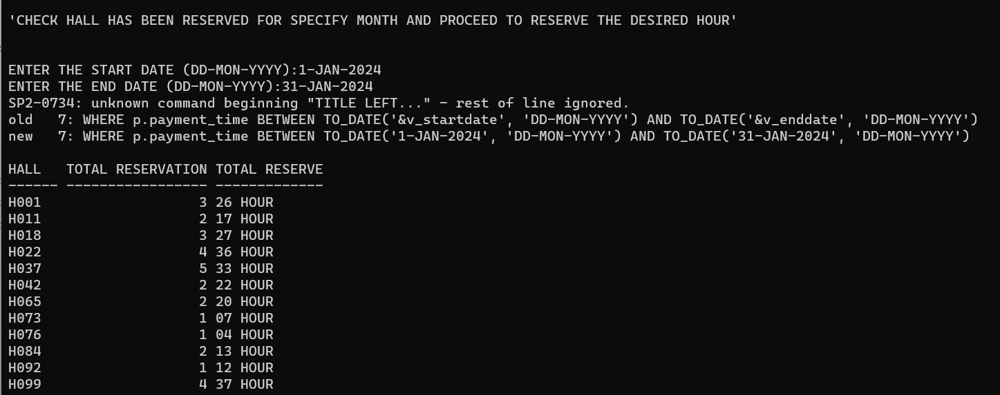 'CHECK HALL HAS BEEN RESERVED FOR SPECIFY MONTH AND PROCEED TO RESERVE THE DESIRED HOUR'
ENTER THE START DATE (DD-MON-YYYY):1-JAN-2024
ENTER THE END DATE (DD-MON-YYYY):31-JAN-2024
SP2-0734: unknown command beginning "TITLE LEFT..." - rest of line ignored.
old   7: WHERE p.payment_time BETWEEN TO_DATE('&v_startdate', 'DD-MON-YYYY') AND TO_DATE('&v_enddate', 'DD-MON-YYYY')
new   7: WHERE p.payment_time BETWEEN TO_DATE('1-JAN-2024', 'DD-MON-YYYY') AND TO_DATE('31-JAN-2024', 'DD-MON-YYYY')
HALL   TOTAL RESERVATION TOTAL RESERVE
------ ----------------- -------------
H001                   3 26 HOUR
H011                   2 17 HOUR
H018                   3 27 HOUR
H022                   4 36 HOUR
H037                   5 33 HOUR
H042                   2 22 HOUR
H065                   2 20 HOUR
H073                   1 07 HOUR
H076                   1 04 HOUR
H084                   2 13 HOUR
H092                   1 12 HOUR
H099                   4 37 HOUR